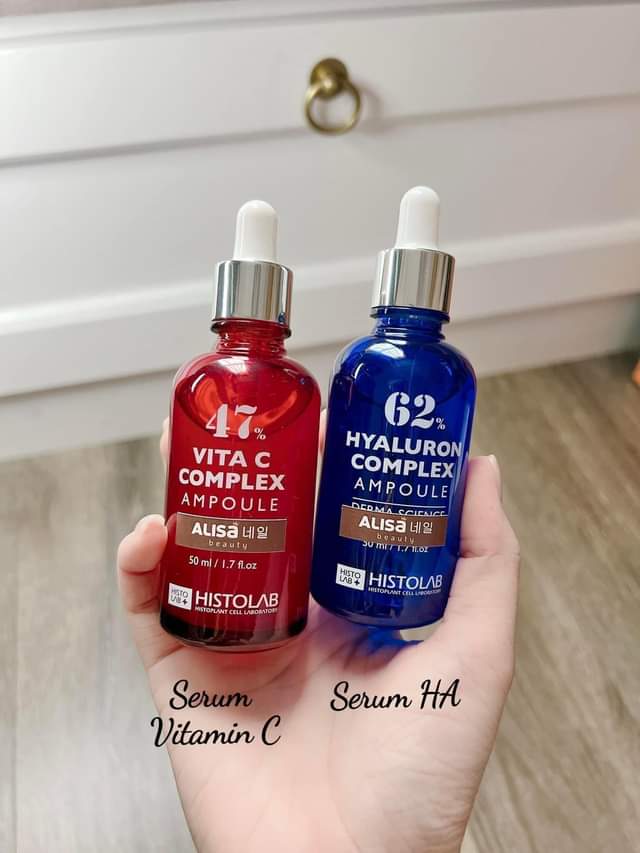 47%
VITA C
COMPLEX
AMPOULE
ALISa 네일
beauty
50 ml / 1.7 fl.oz
HISTO
LAB +
HISTOLAB
HISTOPLANT CELL LABORATORY
62%
HYALURON
COMPLEX
AMPOULE
DERMA SCIENCE
ALISa 네일
beauty
50 ml / 1.7 fl.oz
HISTO
LAB +
HISTOLAB
HISTOPLANT CELL LABORATORY
Serum
Vitamin C
Serum HA